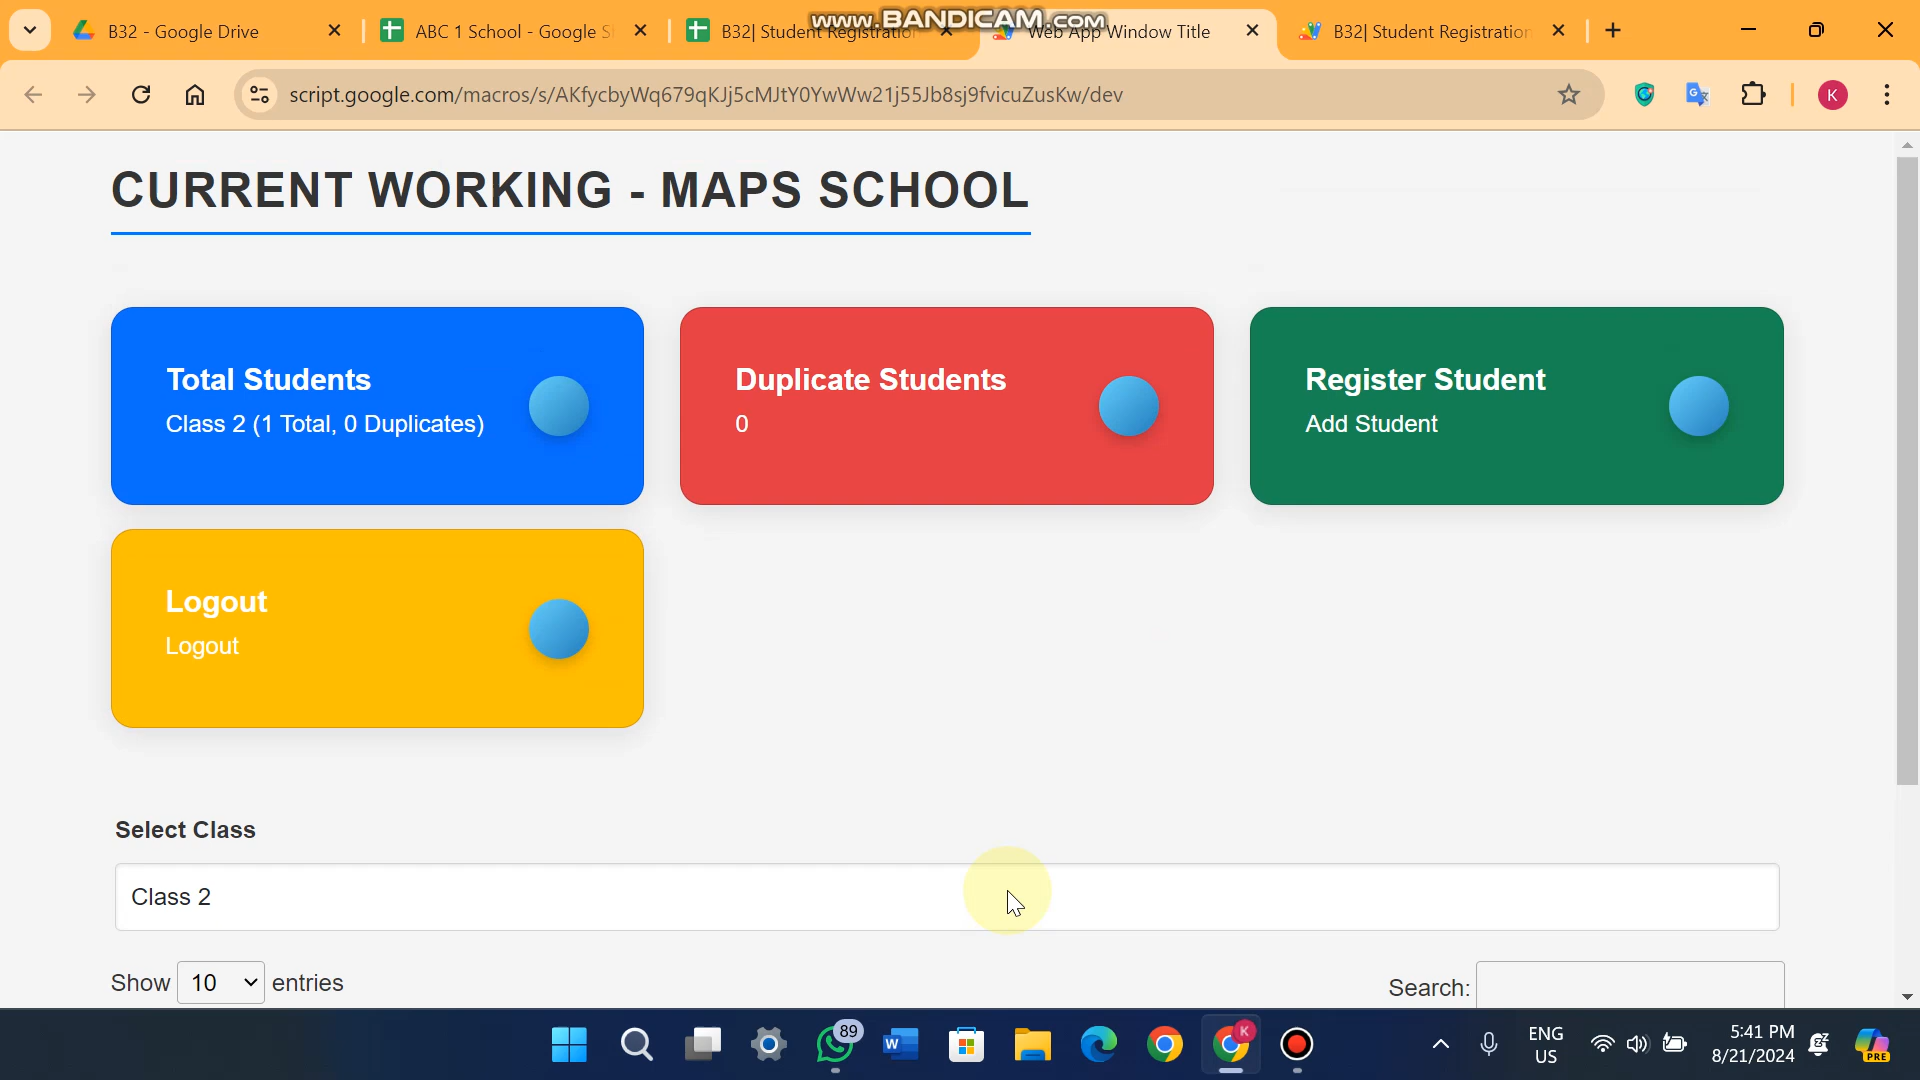 www.BANDICAM.com
B32 - Google Drive
ABC 1 School - Google S
B32| Student Registration
Web App Window Title
B32| Student Registration
script.google.com/macros/s/AKfycbyWq679qKJj5cMJtY0YwWw21j55Jb8sj9fvicuZusKw/dev
K
CURRENT WORKING - MAPS SCHOOL
Total Students
Class 2 (1 Total, 0 Duplicates)
Duplicate Students
0
Register Student
Add Student
Logout
Logout
Select Class
Class 2
Show 10 entries
Search:
89
W
K
ENG
US
5:41 PM
8/21/2024
PRE